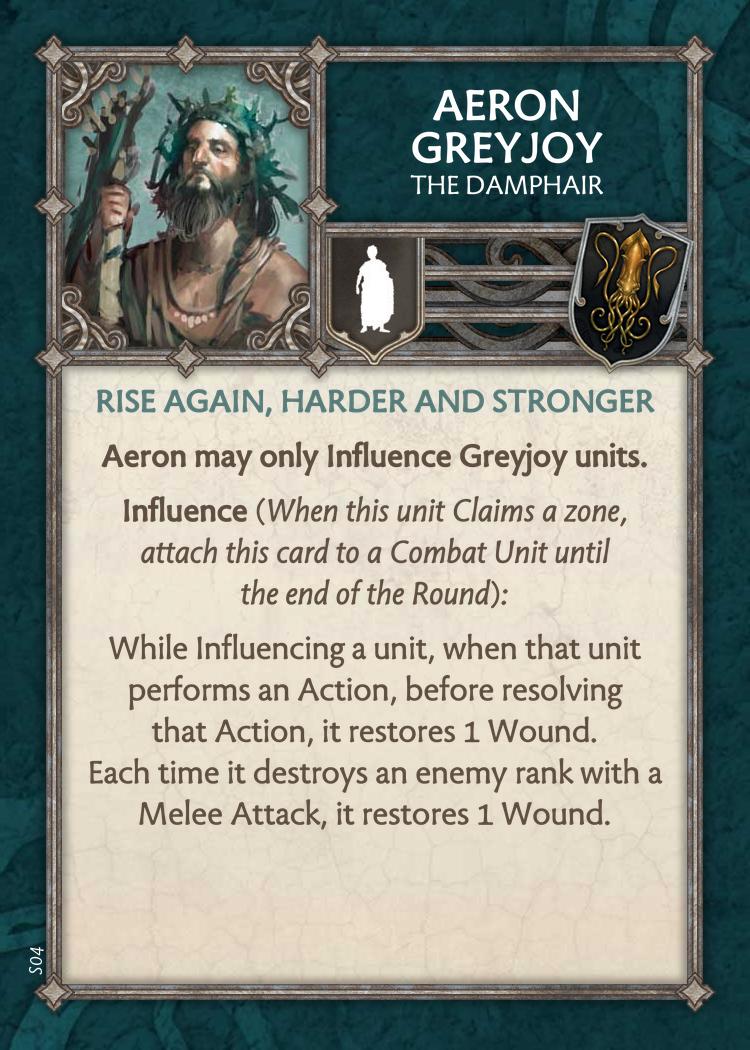 AERON
GREYJOY
THE DAMPHAIR
RISE AGAIN, HARDER AND STRONGER
Aeron may only Influence Greyjoy units.
Influence (When this unit Claims a zone,
attach this card to a Combat Unit until
the end of the Round):
While Influencing a unit, when that unit
performs an Action, before resolving
that Action, it restores 1 Wound.
Each time it destroys an enemy rank with a
Melee Attack, it restores 1 Wound.
S04